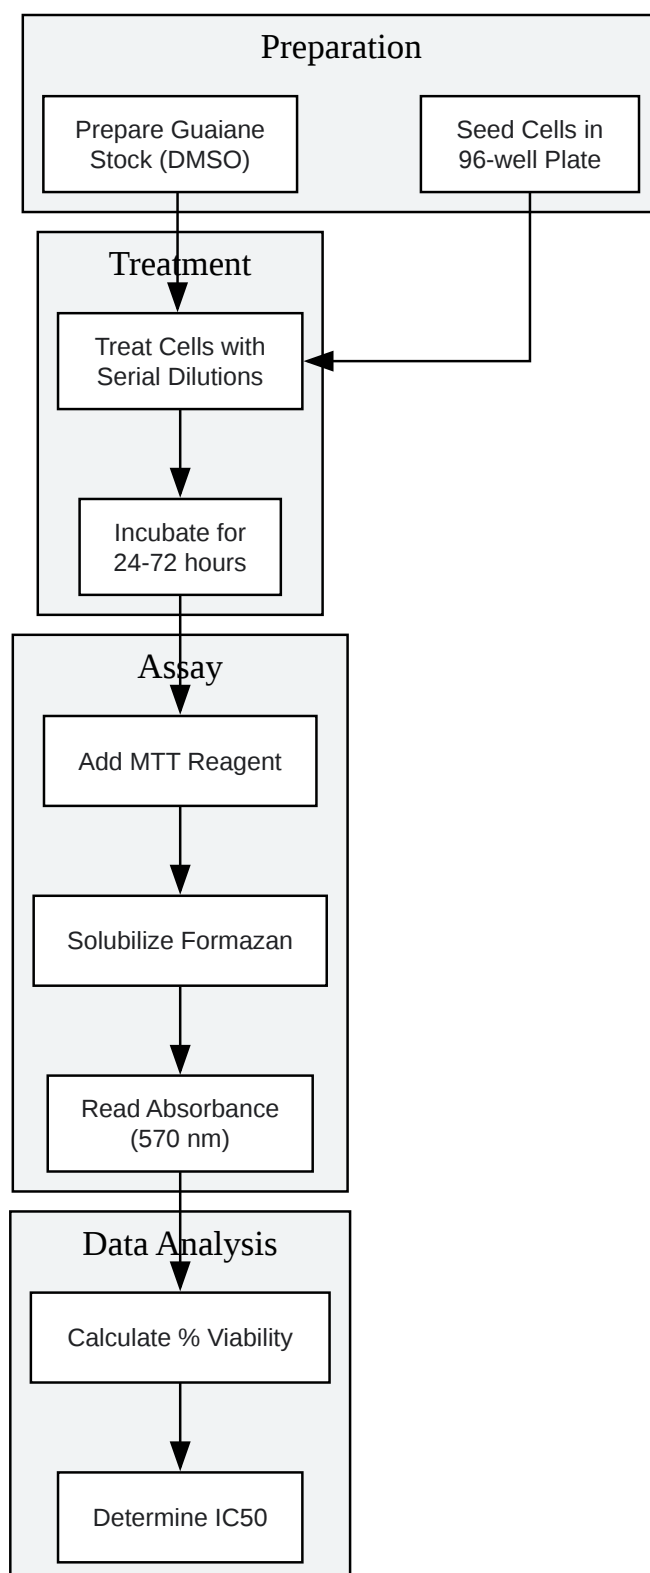 Preparation
Prepare Guaiane
Stock (DMSO)
Seed Cells in
96-well Plate
Treatment
Treat Cells with
Serial Dilutions
Incubate for
24-72 hours
Assay
Add MTT Reagent
Solubilize Formazan
Read Absorbance
(570 nm)
Data Analysis
Calculate % Viability
Determine IC50